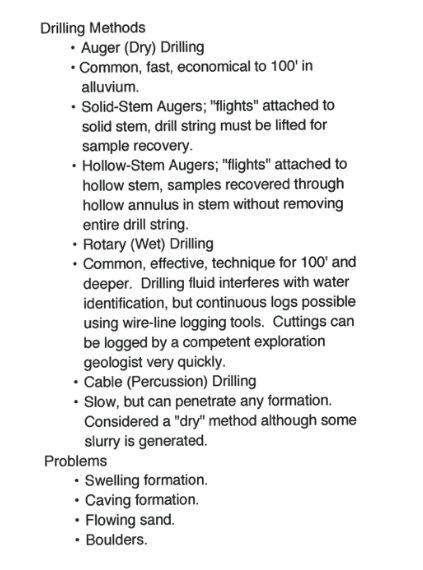 Drilling Methods
• Auger (Dry) Drilling
• Common, fast, economical to 100' in
alluvium.
• Solid-Stem Augers; "flights" attached to
solid stem, drill string must be lifted for
sample recovery.
• Hollow-Stem Augers; "flights" attached to
hollow stem, samples recovered through
hollow annulus in stem without removing
entire drill string.
• Rotary (Wet) Drilling
• Common, effective, technique for 100' and
deeper. Drilling fluid interferes with water
identification, but continuous logs possible
using wire-line logging tools. Cuttings can
be logged by a competent exploration
geologist very quickly.
• Cable (Percussion) Drilling
• Slow, but can penetrate any formation.
Considered a "dry" method although some
slurry is generated.
Problems
• Swelling formation.
• Caving formation.
• Flowing sand.
• Boulders.